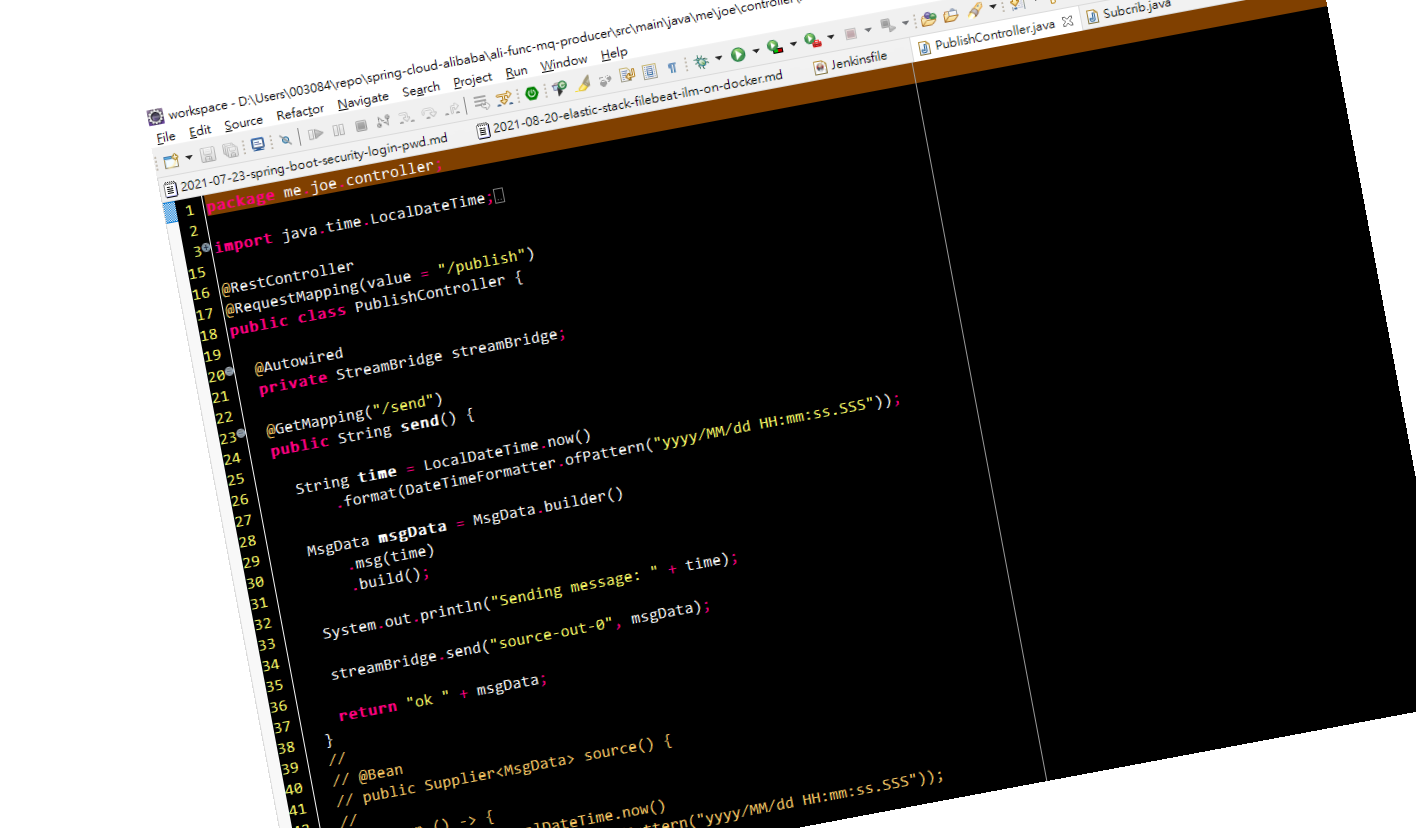 workspace - D:\Users\003084\repo\spring-cloud-alibaba\ali-func-mq-producer\src\main\java\me\joe\controller\
File Edit Source Refactor Navigate Search Project Run Window Help
2021-07-23-spring-boot-security-login-pwd.md 2021-08-20-elastic-stack-filebeat-ilm-on-docker.md Jenkinsfile PublishController.java Subcrib.java
1 package me.joe.controller;
2
3 import java.time.LocalDateTime;
15
16 @RestController
17 @RequestMapping(value = "/publish")
18 public class PublishController {
19
20 @Autowired
21 private StreamBridge streamBridge;
22
23 @GetMapping("/send")
24 public String send() {
25
26 String time = LocalDateTime.now()
27 .format(DateTimeFormatter.ofPattern("yyyy/MM/dd HH:mm:ss.SSS"));
28
29 MsgData msgData = MsgData.builder()
30 .msg(time)
31 .build();
32
33 System.out.println("Sending message: " + time);
34
35 streamBridge.send("source-out-0", msgData);
36
37 return "ok " + msgData;
38 }
39 //
40 // @Bean
41 // public Supplier<MsgData> source() {
// () -> {
lDateTime.now()
ttern("yyyy/MM/dd HH:mm:ss.SSS"));